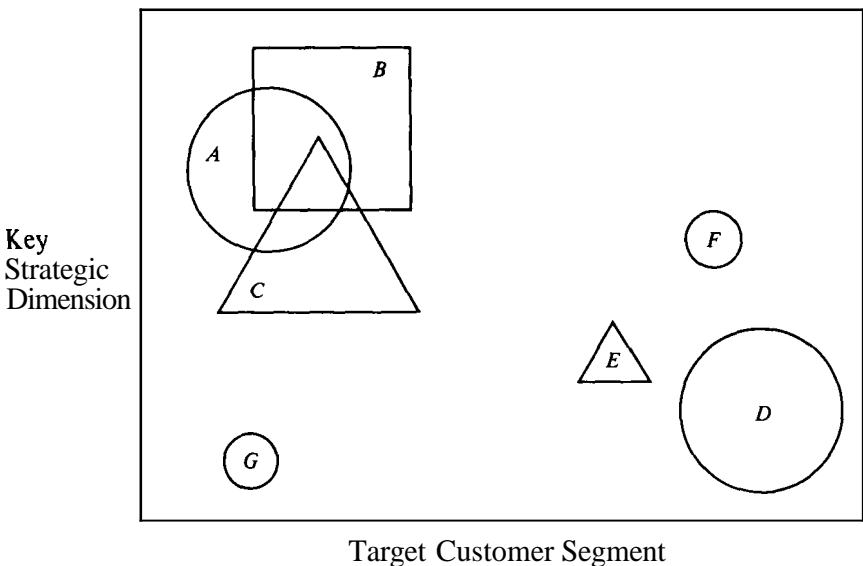 B
A
Key
Strategic
Dimension
F
C
E
D
G
Target Customer Segment